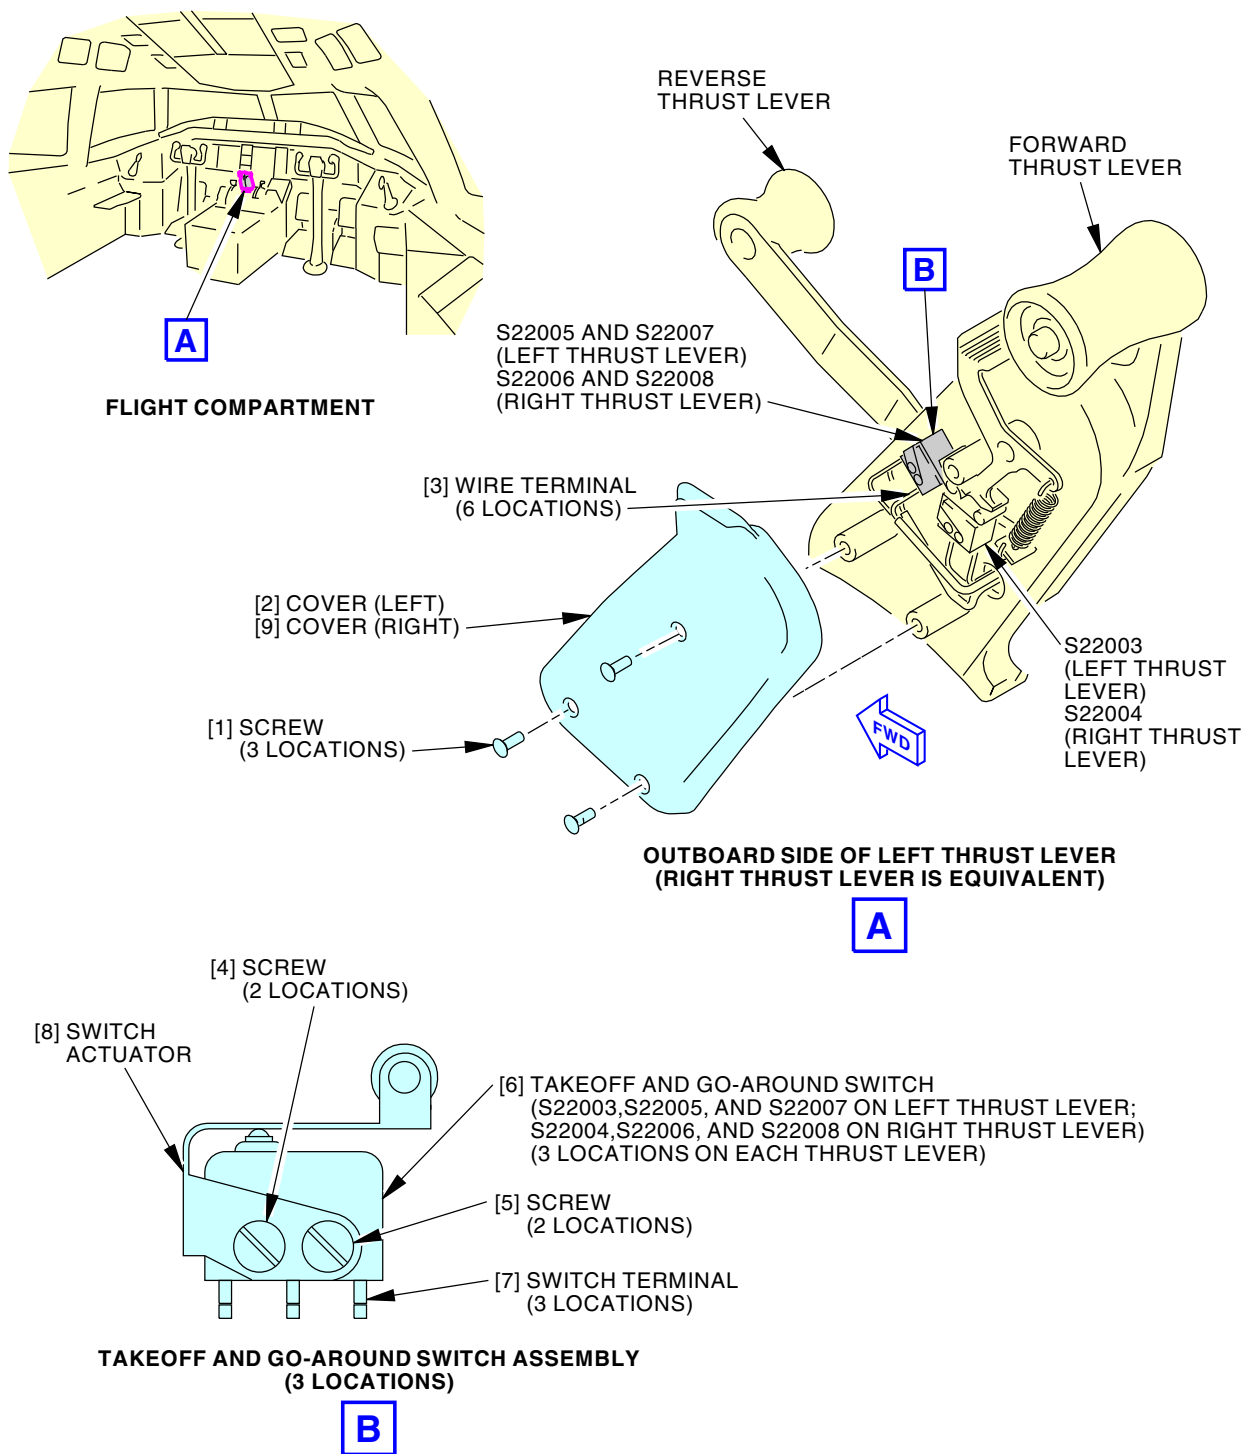 A
FLIGHT COMPARTMENT
REVERSE
THRUST LEVER
FORWARD
THRUST LEVER
B
S22005 AND S22007
(LEFT THRUST LEVER)
S22006 AND S22008
(RIGHT THRUST LEVER)
[3] WIRE TERMINAL
(6 LOCATIONS)
[2] COVER (LEFT)
[9] COVER (RIGHT)
[1] SCREW
(3 LOCATIONS)
S22003
(LEFT THRUST
LEVER)
S22004
(RIGHT THRUST
LEVER)
FWD
OUTBOARD SIDE OF LEFT THRUST LEVER
(RIGHT THRUST LEVER IS EQUIVALENT)
A
[4] SCREW
(2 LOCATIONS)
[8] SWITCH
ACTUATOR
[6] TAKEOFF AND GO-AROUND SWITCH
(S22003,S22005, AND S22007 ON LEFT THRUST LEVER;
S22004,S22006, AND S22008 ON RIGHT THRUST LEVER)
(3 LOCATIONS ON EACH THRUST LEVER)
[5] SCREW
(2 LOCATIONS)
[7] SWITCH TERMINAL
(3 LOCATIONS)
TAKEOFF AND GO-AROUND SWITCH ASSEMBLY
(3 LOCATIONS)
B